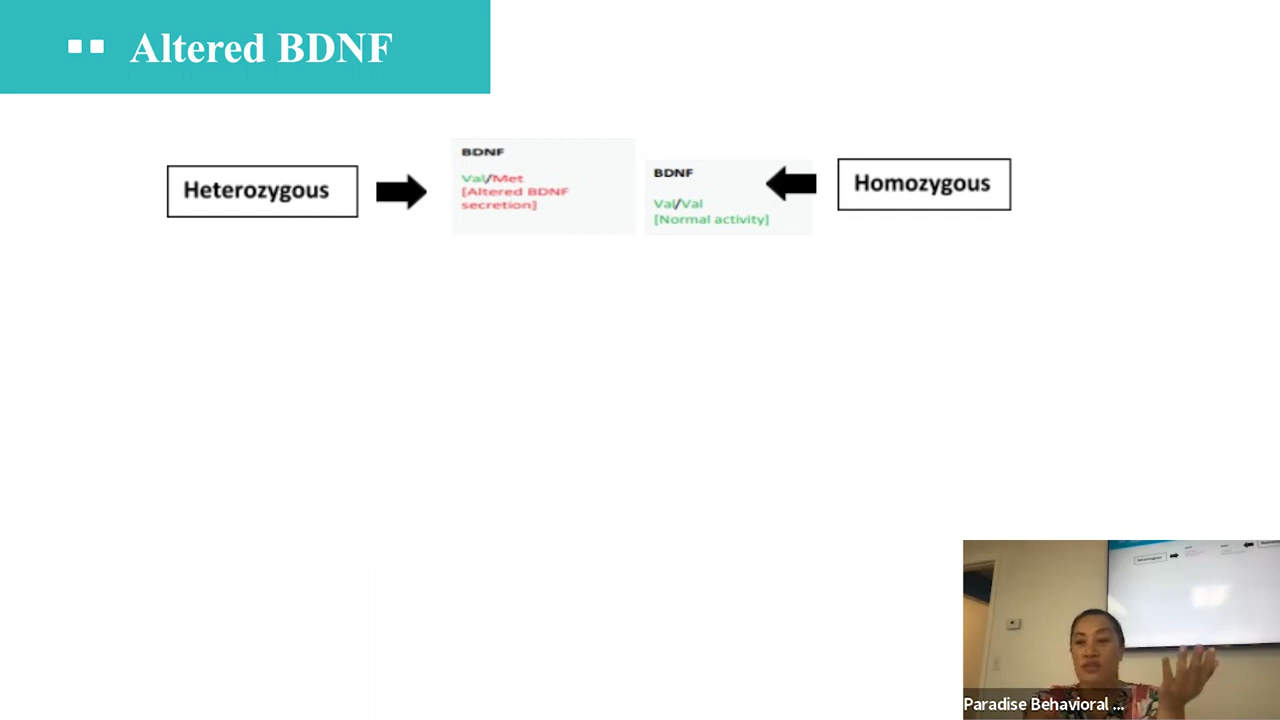 Altered BDNF
Heterozygous
BDNF
Val/Met
[Altered BDNF
secretion]
BDNF
Val/Val
[Normal activity]
Homozygous
Paradise Behavioral ...